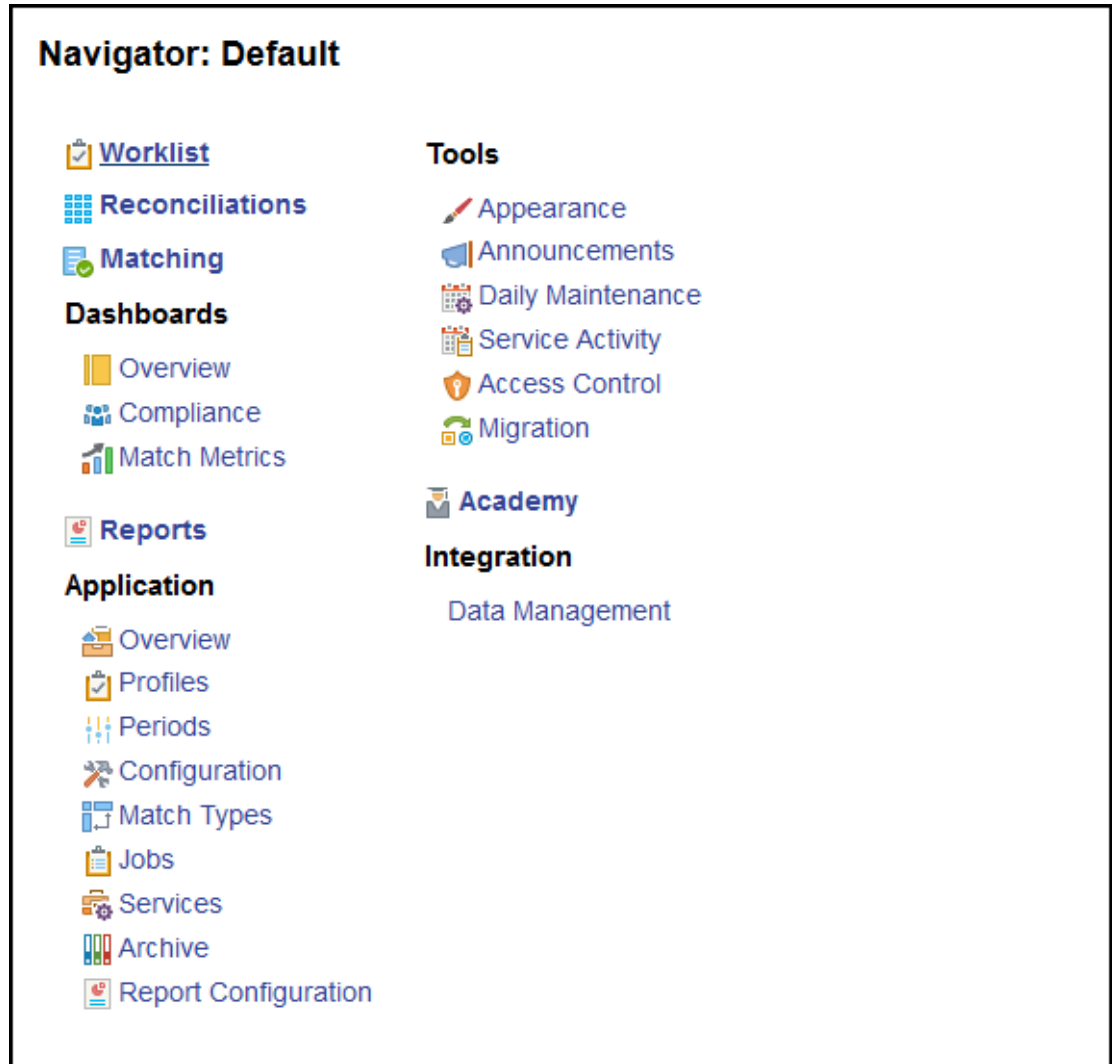 Navigator: Default
Worklist
Reconciliations
Matching
Dashboards
Overview
Compliance
Match Metrics
Reports
Application
Overview
Profiles
Periods
Configuration
Match Types
Jobs
Services
Archive
Report Configuration
Tools
Appearance
Announcements
Daily Maintenance
Service Activity
Access Control
Migration
Academy
Integration
Data Management